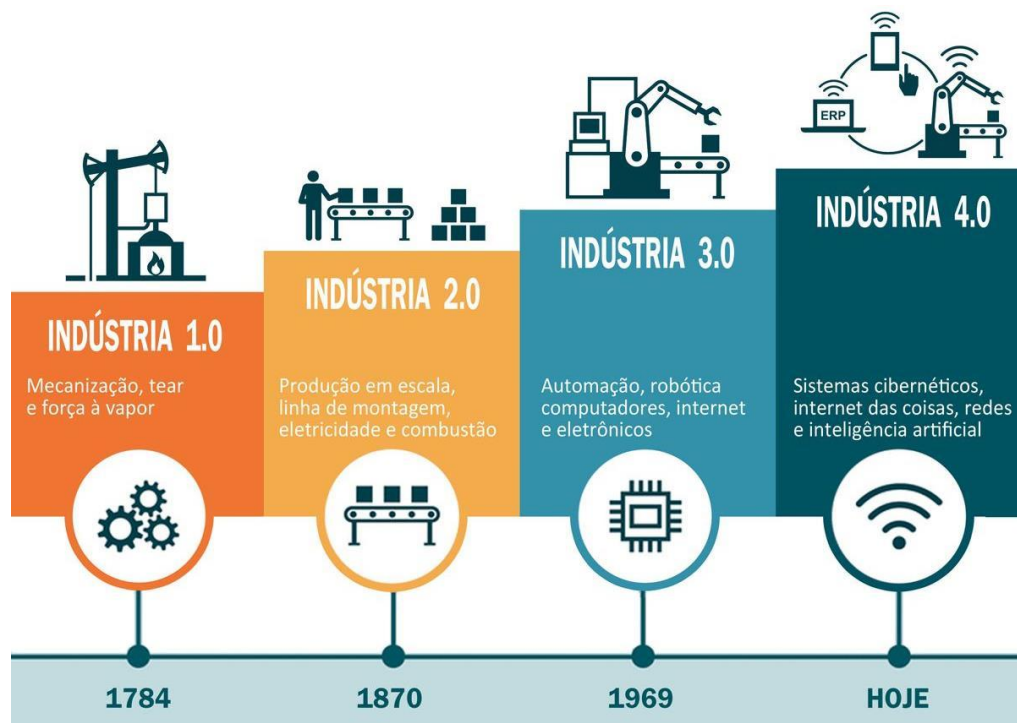 ERP
INDÚSTRIA 1.0
Mecanização, tear
e força à vapor
INDÚSTRIA 2.0
Produção em escala,
linha de montagem,
eletricidade e combustão
INDÚSTRIA 3.0
Automação, robótica
computadores, internet
e eletrônicos
INDÚSTRIA 4.0
Sistemas cibernéticos,
internet das coisas, redes
e inteligência artificial
1784
1870
1969
HOJE